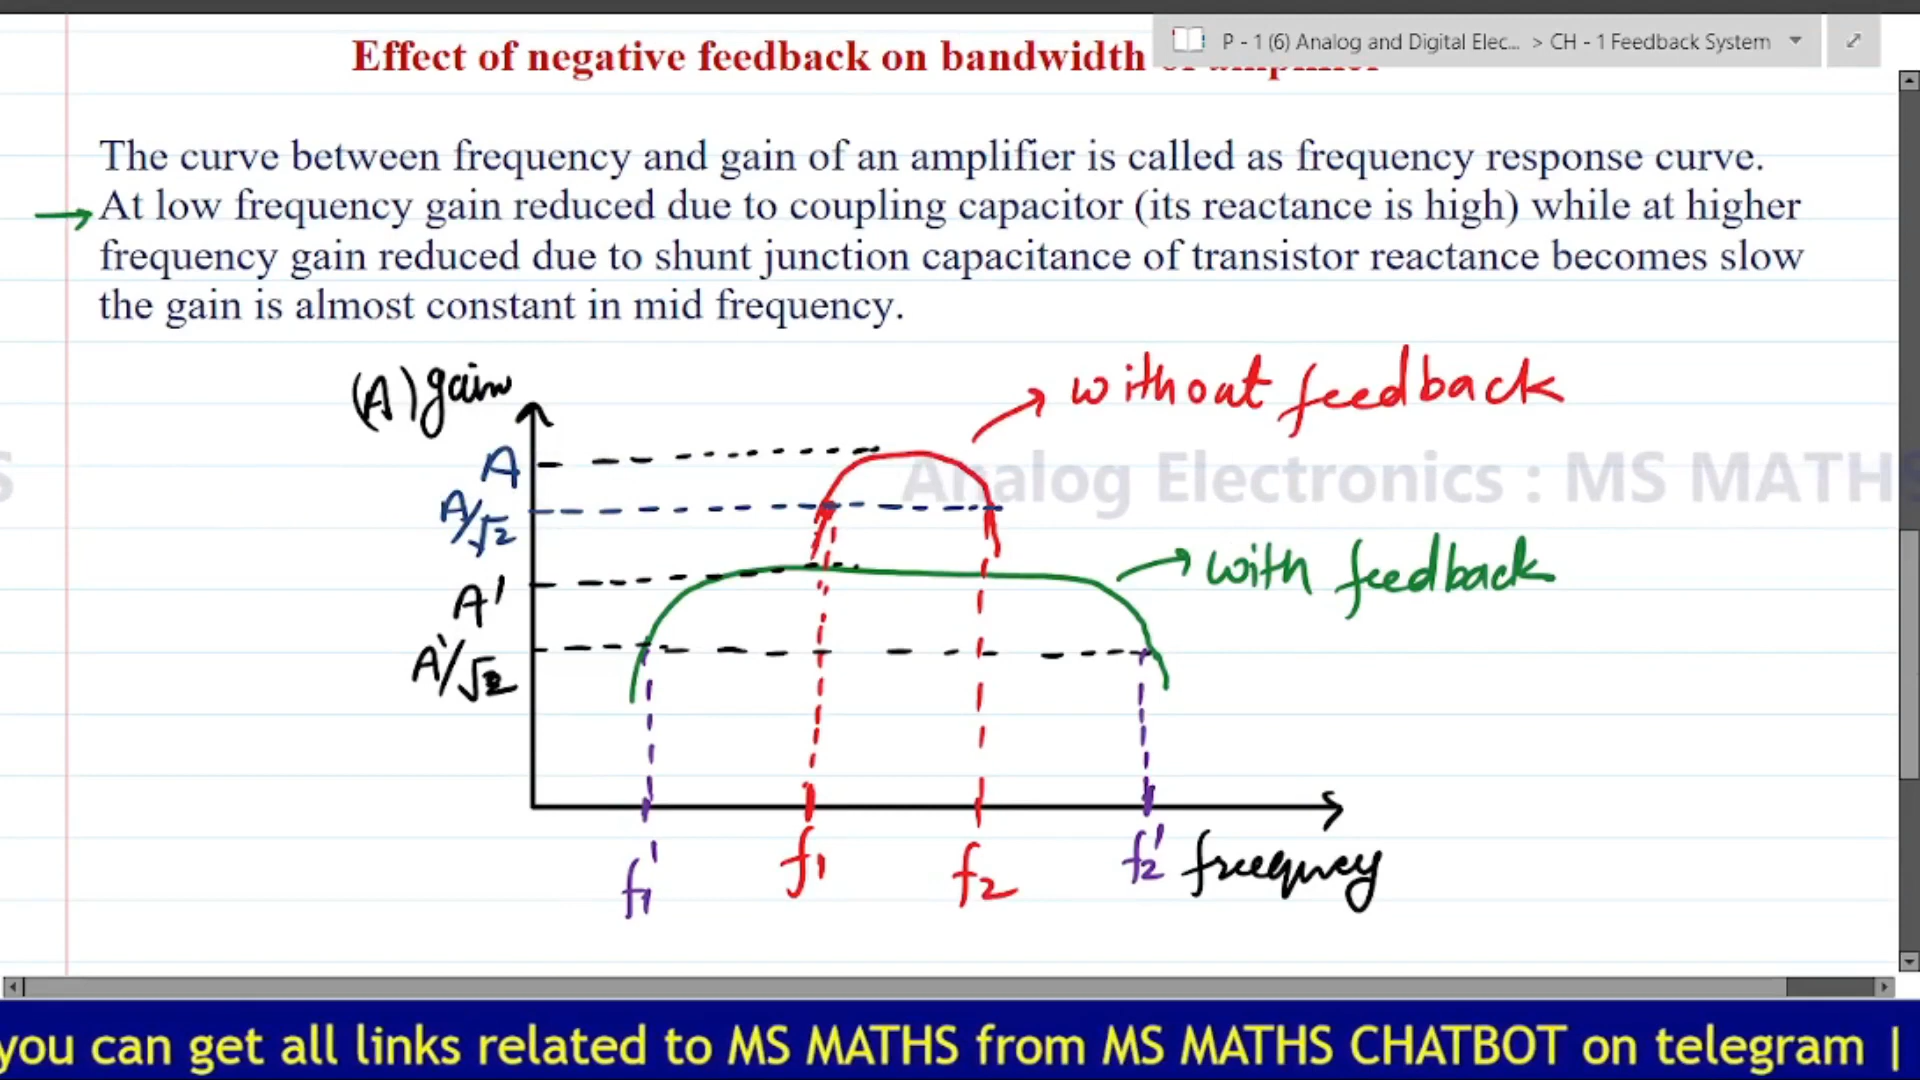 P - 1 (6) Analog and Digital Elec... > CH - 1 Feedback System
Effect of negative feedback on bandwidth of amplifier
The curve between frequency and gain of an amplifier is called as frequency response curve.
At low frequency gain reduced due to coupling capacitor (its reactance is high) while at higher
frequency gain reduced due to shunt junction capacitance of transistor reactance becomes slow
the gain is almost constant in mid frequency.
(A) gain
without feedback
A
Analog Electronics : MS MATHS
A/√2
with feedback
A'
A'/√2
f1' f1 f2 f2' frequency
you can get all links related to MS MATHS from MS MATHS CHATBOT on telegram |